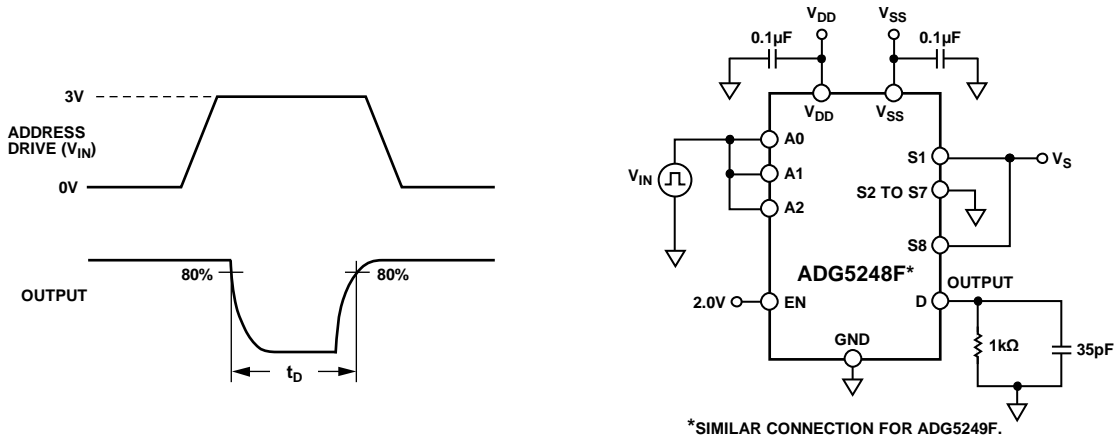 3V
ADDRESS
DRIVE (VIN)
0V
80%
80%
OUTPUT
tD
VDD
VSS
0.1µF
0.1µF
VDD
VSS
A0
A1
A2
VIN
S1
VS
S2 TO S7
S8
ADG5248F*
OUTPUT
2.0V
EN
D
GND
1kΩ
35pF
*SIMILAR CONNECTION FOR ADG5249F.